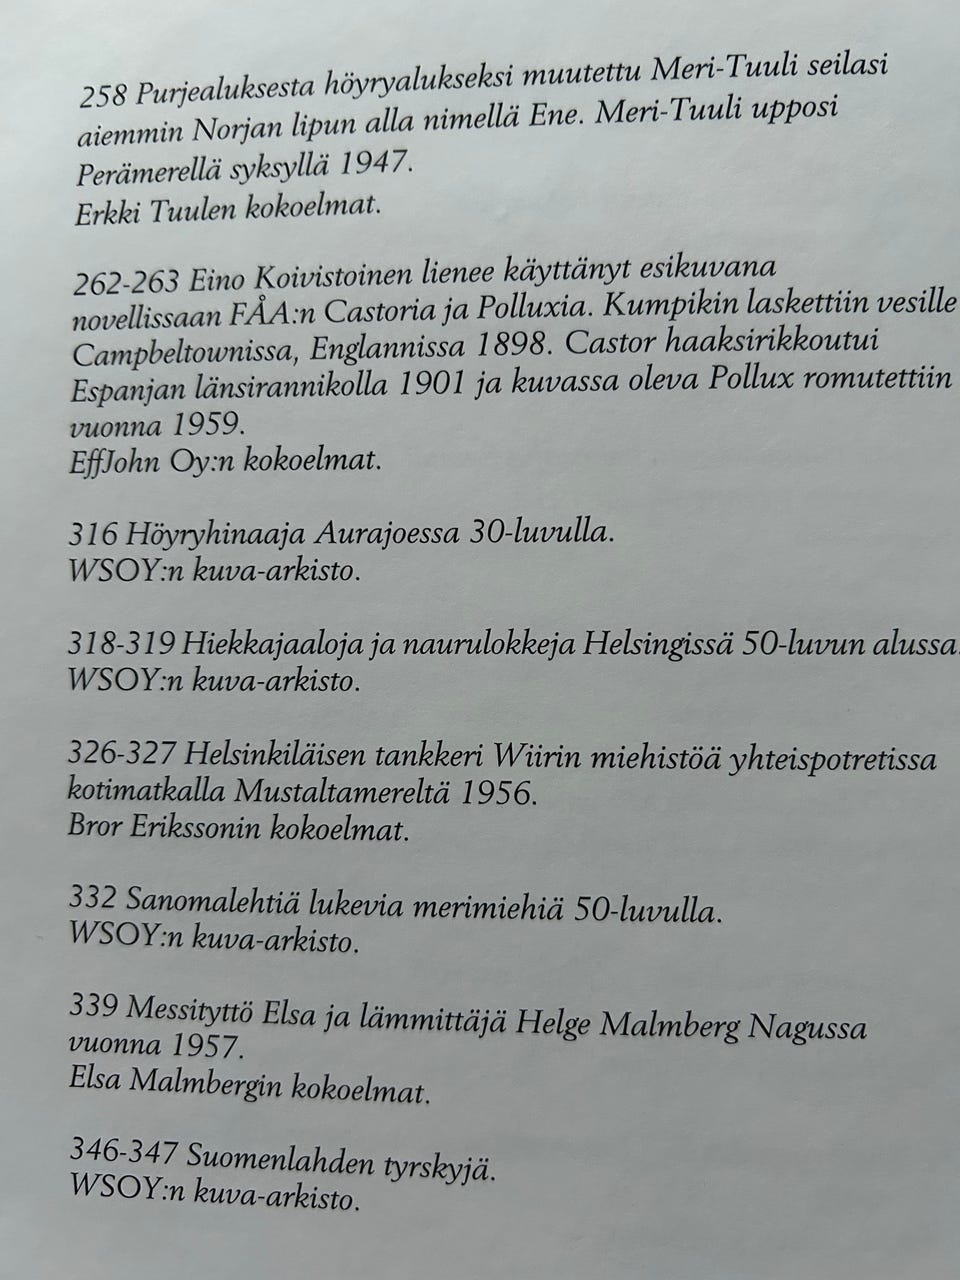 258 Purjealuksesta höyryalukseksi muutettu Meri-Tuuli seilasi
aiemmin Norjan lipun alla nimellä Ene. Meri-Tuuli upposi
Perämerellä syksyllä 1947.
Erkki Tuulen kokoelmat.
262-263 Eino Koivistoinen lienee käyttänyt esikuvana
novellissaan FÅA:n Castoria ja Polluxia. Kumpikin laskettiin vesille
Campbeltownissa, Englannissa 1898. Castor haaksirikkoutui
Espanjan länsirannikolla 1901 ja kuvassa oleva Pollux romutettiin
vuonna 1959.
EffJohn Oy:n kokoelmat.
316 Höyryhinaaja Aurajoessa 30-luvulla.
WSOY:n kuva-arkisto.
318-319 Hiekkajaaloja ja naurulokkeja Helsingissä 50-luvun alussa.
WSOY:n kuva-arkisto.
326-327 Helsinkiläisen tankkeri Wiirin miehistöä yhteispotretissa
kotimatkalla Mustaltamereltä 1956.
Bror Erikssonin kokoelmat.
332 Sanomalehtiä lukevia merimiehiä 50-luvulla.
WSOY:n kuva-arkisto.
339 Messityttö Elsa ja lämmittäjä Helge Malmberg Nagussa
vuonna 1957.
Elsa Malmbergin kokoelmat.
346-347 Suomenlahden tyrskyjä.
WSOY:n kuva-arkisto.